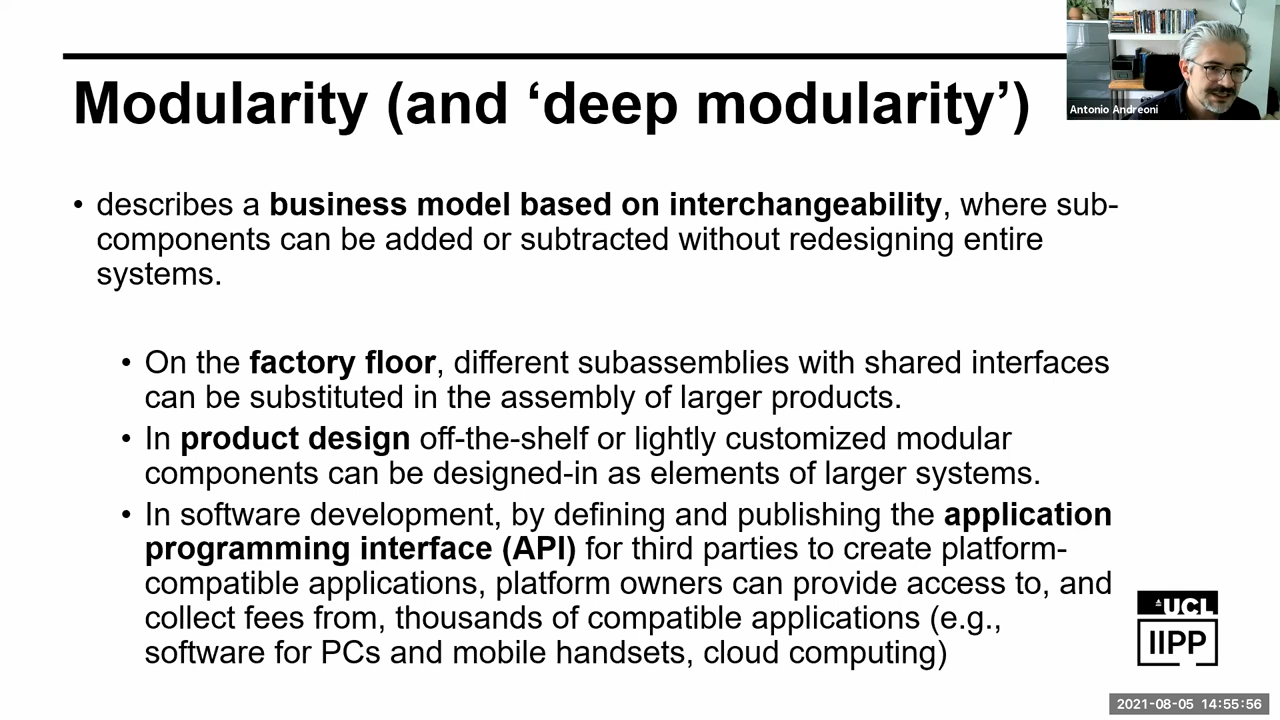 Modularity (and ‘deep modularity’)
Antonio Andreoni
• describes a business model based on interchangeability, where sub-
components can be added or subtracted without redesigning entire
systems.
• On the factory floor, different subassemblies with shared interfaces
can be substituted in the assembly of larger products.
• In product design off-the-shelf or lightly customized modular
components can be designed-in as elements of larger systems.
• In software development, by defining and publishing the application
programming interface (API) for third parties to create platform-
compatible applications, platform owners can provide access to, and
collect fees from, thousands of compatible applications (e.g.,
software for PCs and mobile handsets, cloud computing)
UCL
IIPP
2021-08-05 14:55:56